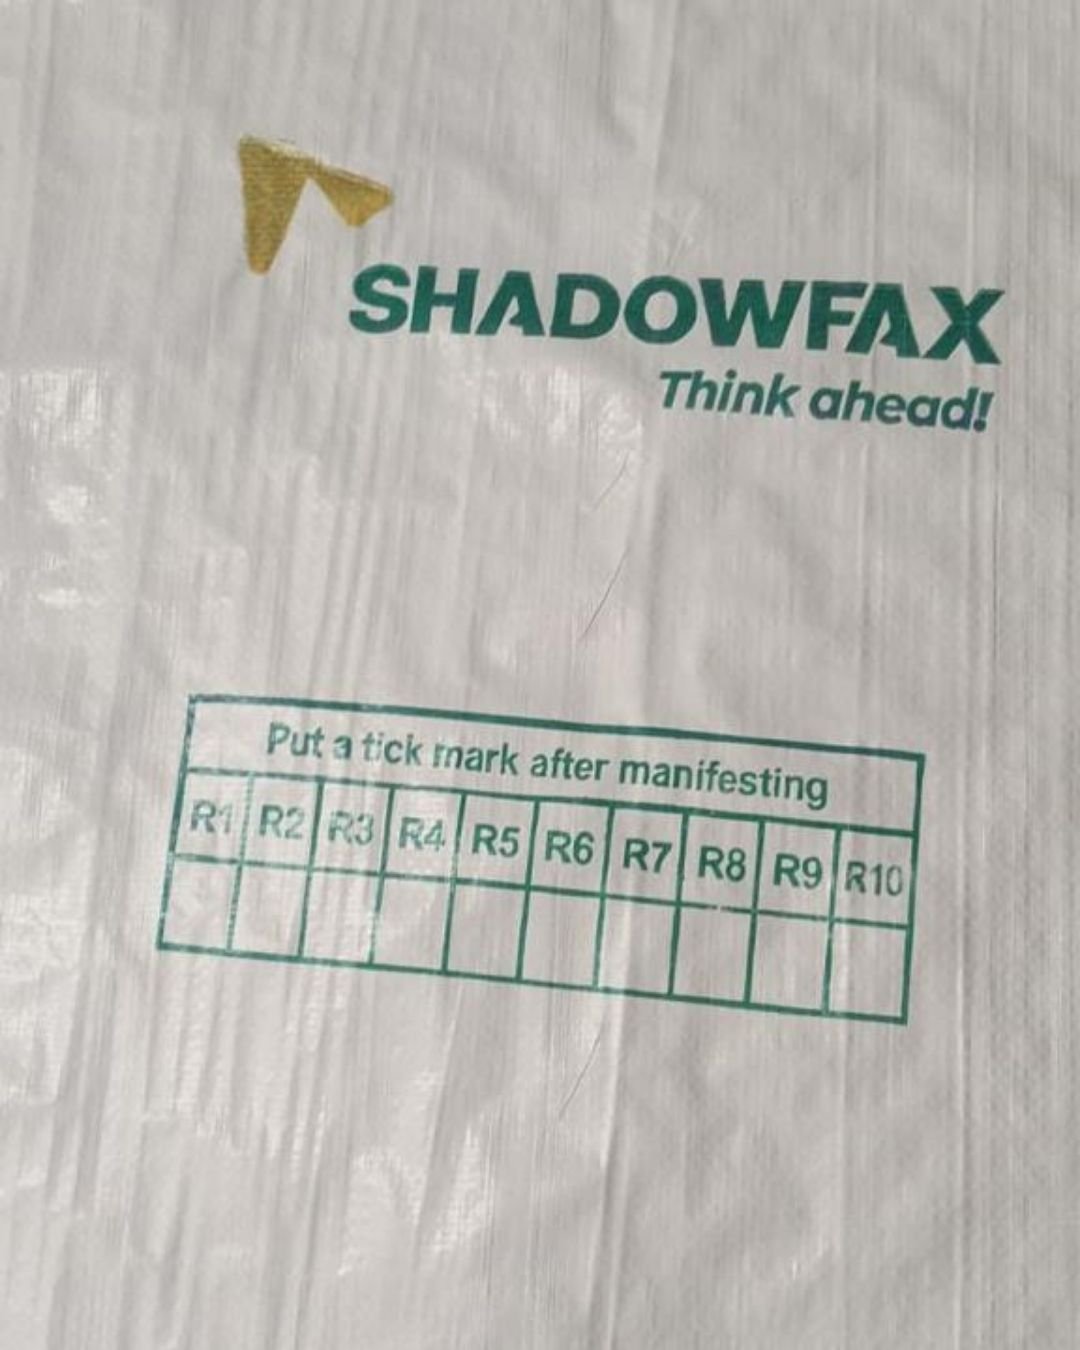 SHADOWFAX
Think ahead!
Put a tick mark after manifesting
R1 R2 R3 R4 R5 R6 R7 R8 R9 R10